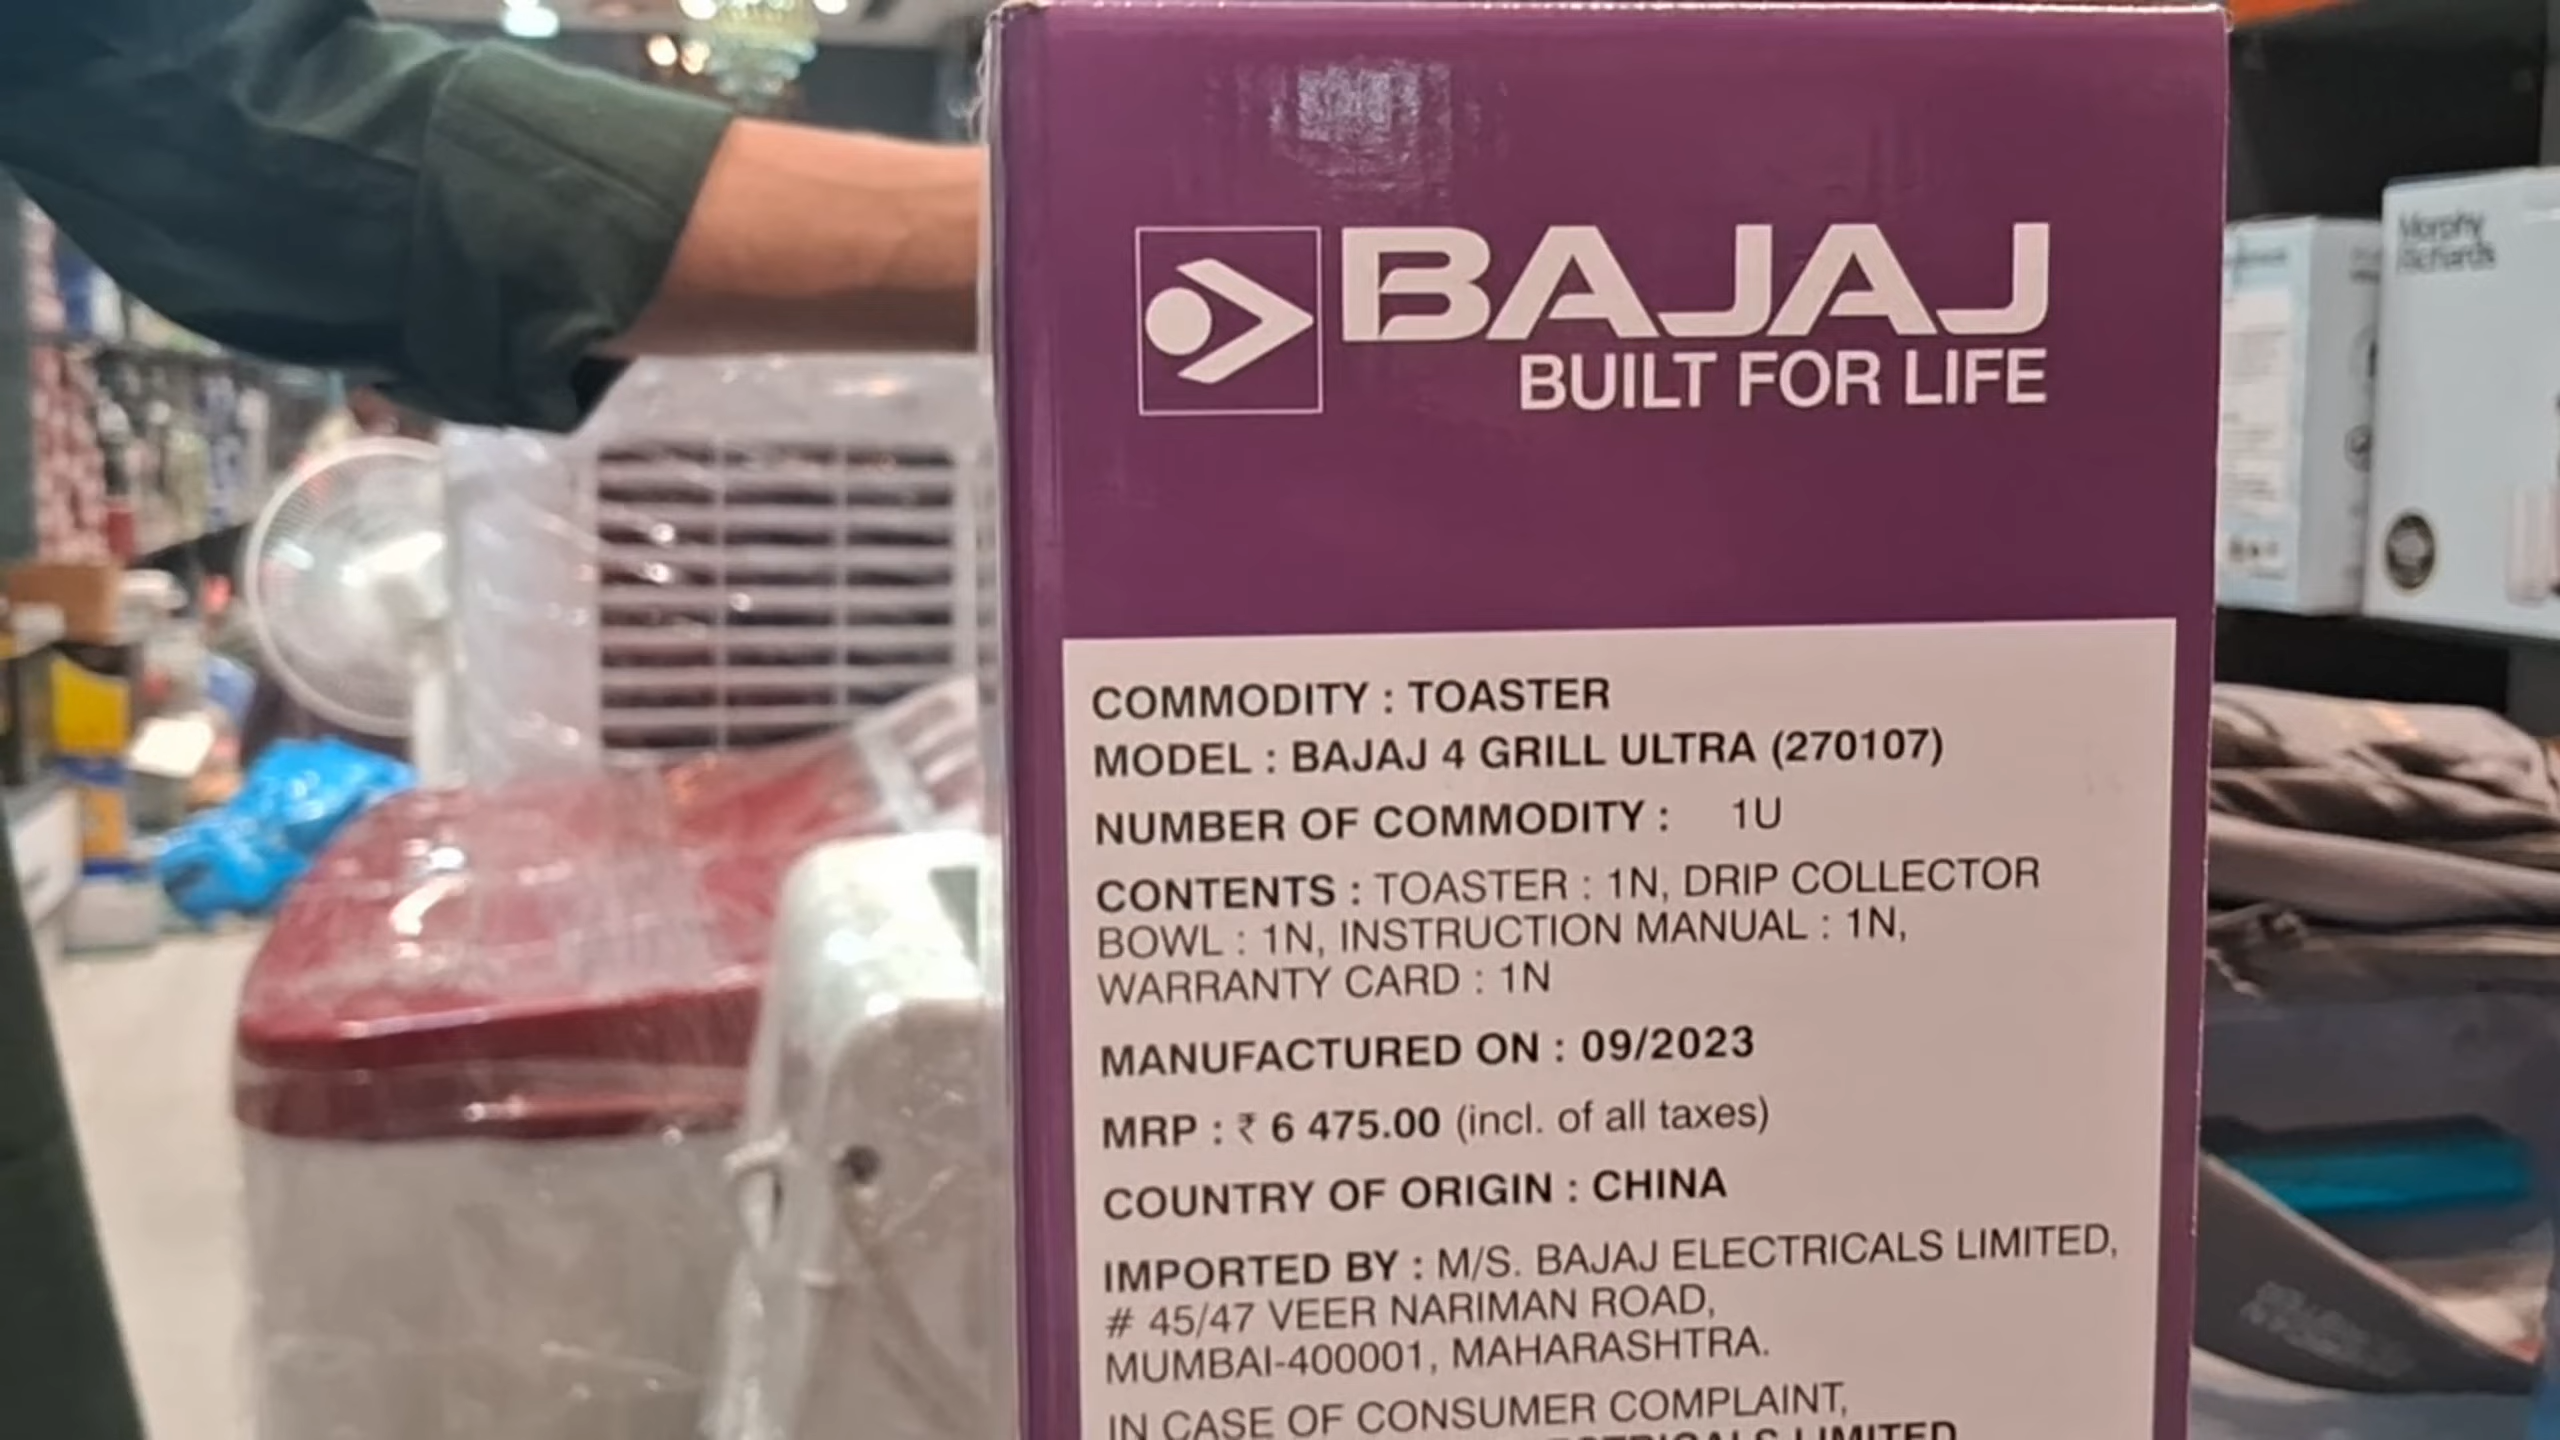 BAJAJ
BUILT FOR LIFE
COMMODITY : TOASTER
MODEL : BAJAJ 4 GRILL ULTRA (270107)
NUMBER OF COMMODITY : 1U
CONTENTS : TOASTER : 1N, DRIP COLLECTOR
BOWL : 1N, INSTRUCTION MANUAL : 1N,
WARRANTY CARD : 1N
MANUFACTURED ON : 09/2023
MRP : ₹ 6 475.00 (incl. of all taxes)
COUNTRY OF ORIGIN : CHINA
IMPORTED BY : M/S. BAJAJ ELECTRICALS LIMITED,
# 45/47 VEER NARIMAN ROAD,
MUMBAI-400001, MAHARASHTRA.
IN CASE OF CONSUMER COMPLAINT,
LIMITED
Morphy
Richards